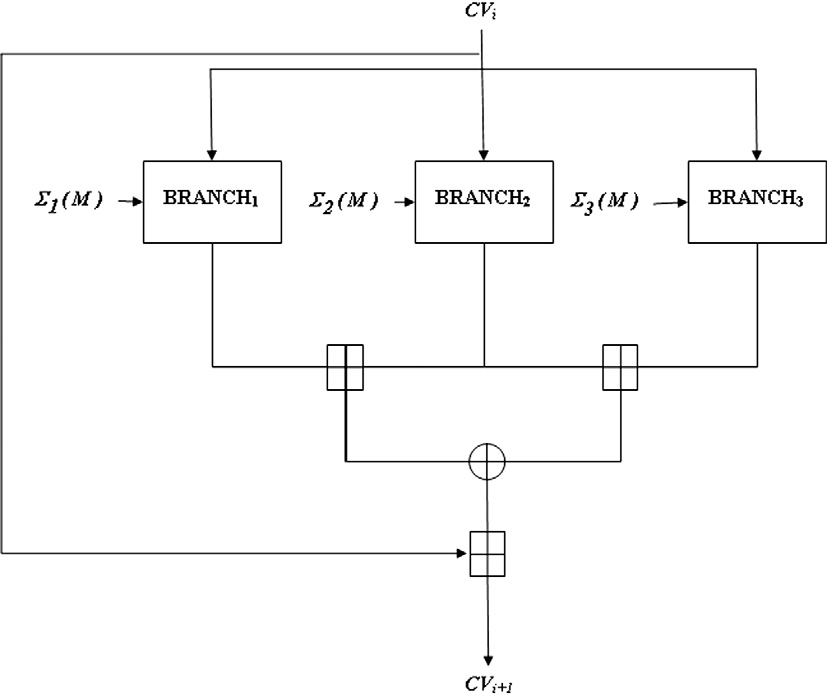 CVi
Σ1(M) BRANCH1 Σ2(M) BRANCH2 Σ3(M) BRANCH3
CVi+1